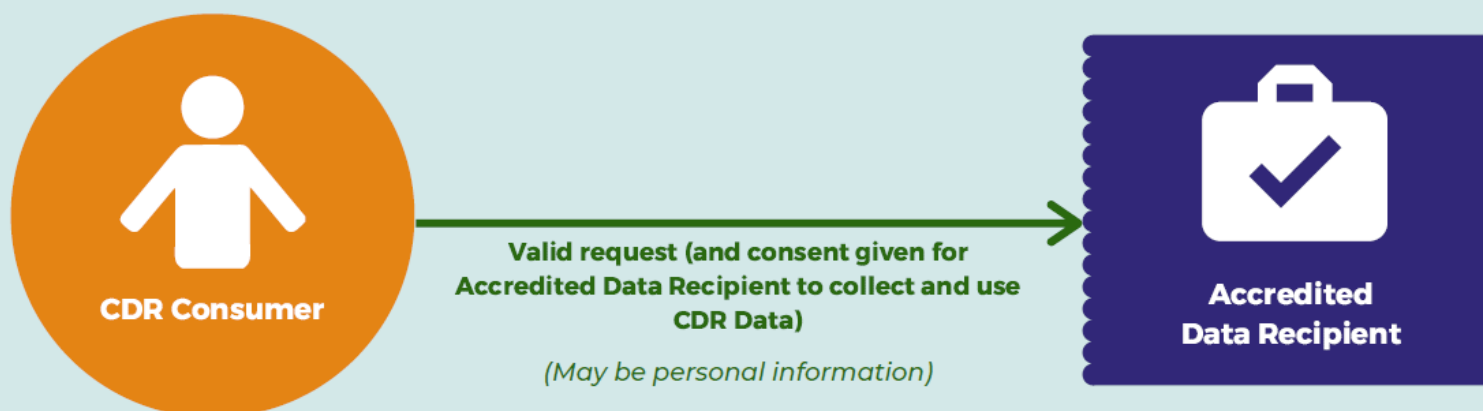 CDR Consumer
Valid request (and consent given for
Accredited Data Recipient to collect and use
CDR Data)
(May be personal information)
Accredited
Data Recipient